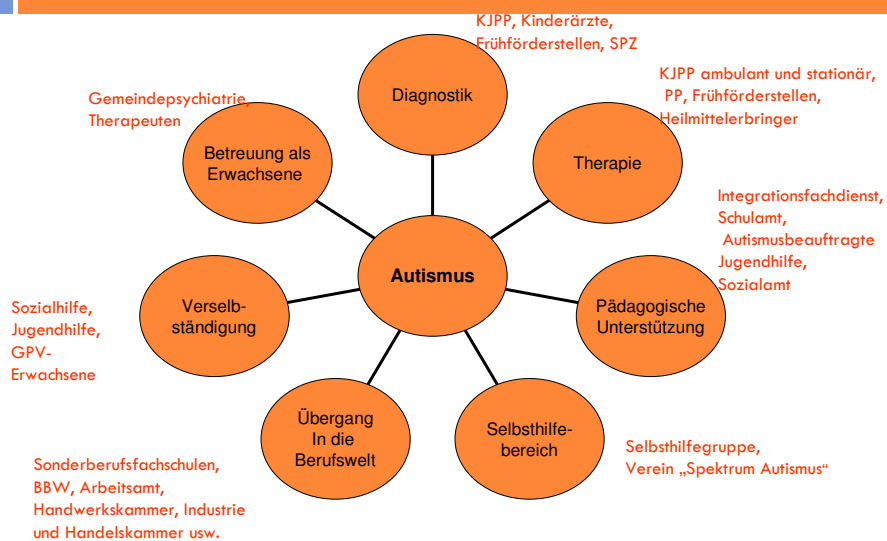 KJPP, Kinderärzte,
Frühförderstellen, SPZ
Diagnostik
KJPP ambulant und stationär,
PP, Frühförderstellen,
Heilmittelerbringer
Therapie
Integrationsfachdienst,
Schulamt,
Autismusbeauftragte
Jugendhilfe,
Sozialamt
Pädagogische
Unterstützung
Selbsthilfe-
bereich
Selbsthilfegruppe,
Verein „Spektrum Autismus“
Übergang
In die
Berufswelt
Sonderberufsfachschulen,
BBW, Arbeitsamt,
Handwerkskammer, Industrie
und Handelskammer usw.
Verselb-
ständigung
Sozialhilfe,
Jugendhilfe,
GPV-
Erwachsene
Betreuung als
Erwachsene
Gemeindepsychiatrie,
Therapeuten
Autismus